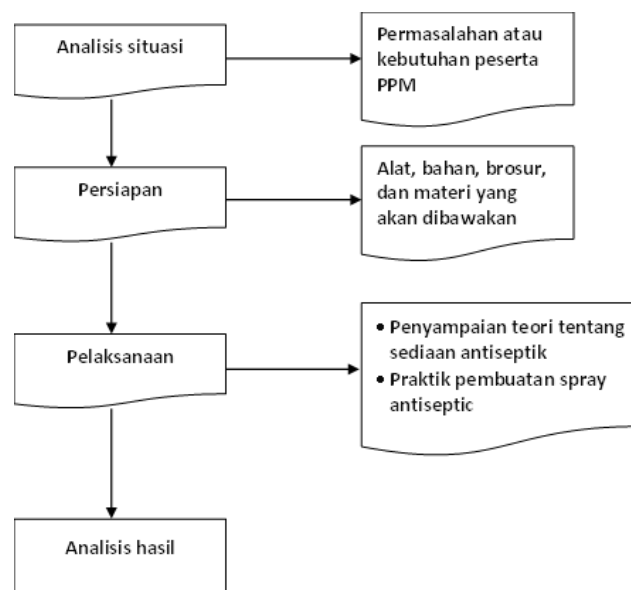 Analisis situasi
Permasalahan atau
kebutuhan peserta
PPM
Persiapan
Alat, bahan, brosur,
dan materi yang
akan dibawakan
Pelaksanaan
• Penyampaian teori tentang
sediaan antiseptik
• Praktik pembuatan spray
antiseptic
Analisis hasil